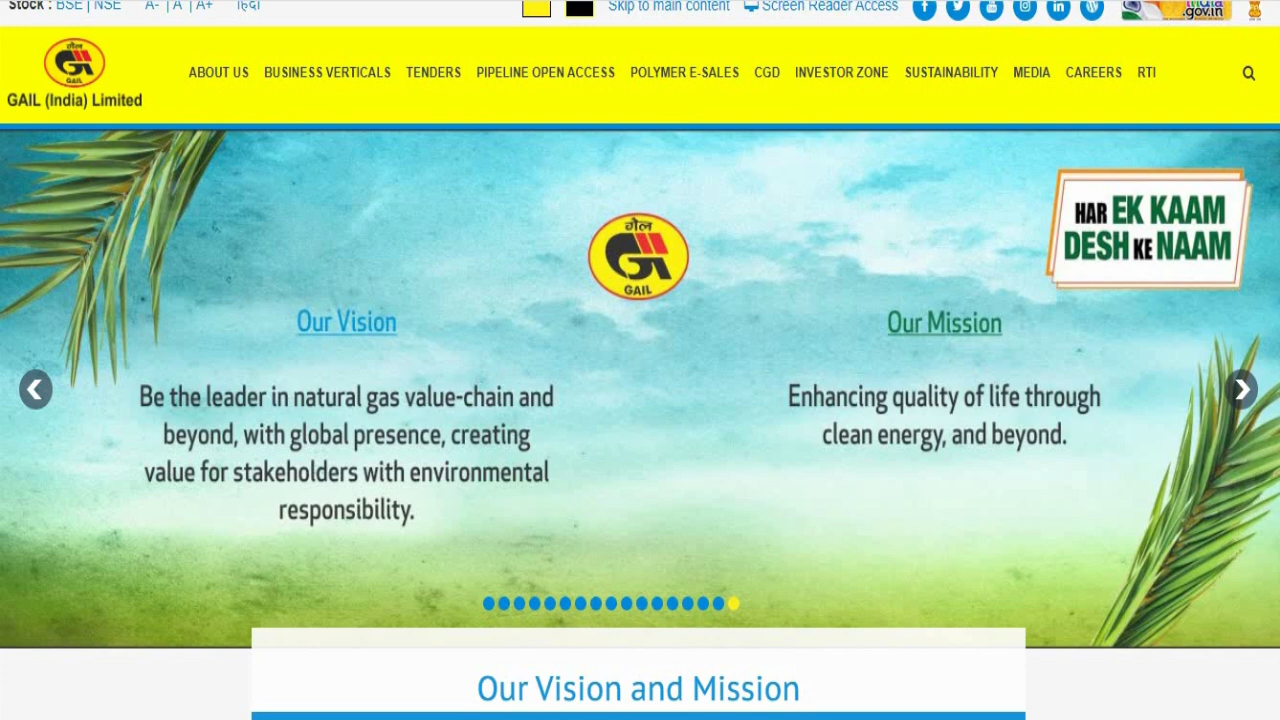 Stock : BSE | NSE A- | A | A+ हिंदी Skip to main content Screen Reader Access
gov.in
गेल
GAIL
GAIL (India) Limited
ABOUT US BUSINESS VERTICALS TENDERS PIPELINE OPEN ACCESS POLYMER E-SALES CGD INVESTOR ZONE SUSTAINABILITY MEDIA CAREERS RTI
HAR EK KAAM
DESH KE NAAM
गेल
GAIL
Our Vision
Be the leader in natural gas value-chain and
beyond, with global presence, creating
value for stakeholders with environmental
responsibility.
Our Mission
Enhancing quality of life through
clean energy, and beyond.
Our Vision and Mission